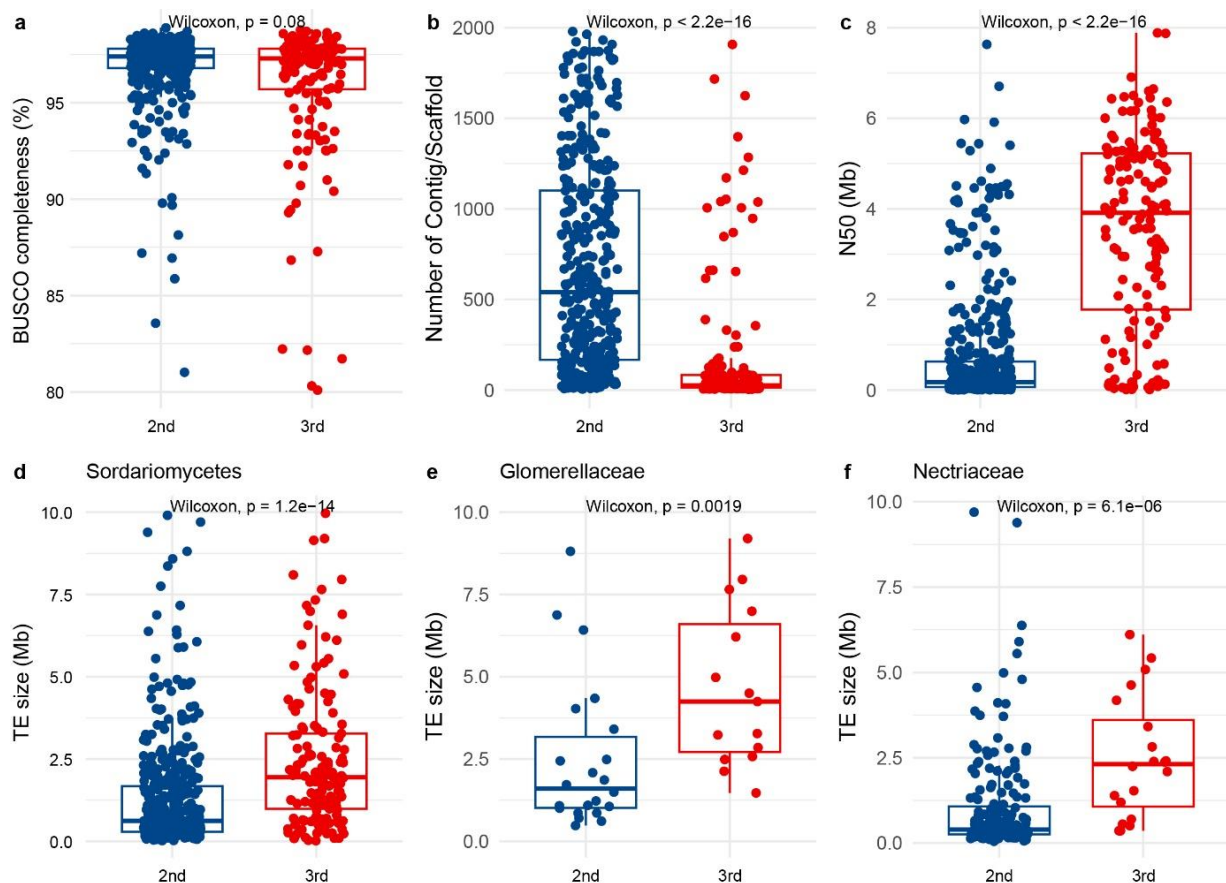 a
Wilcoxon, p = 0.08
BUSCO completeness (%)
95
90
85
80
2nd
3rd
b
Wilcoxon, p < 2.2e−16
Number of Contig/Scaffold
2000
1500
1000
500
0
2nd
3rd
c
Wilcoxon, p < 2.2e−16
N50 (Mb)
8
6
4
2
0
2nd
3rd
d Sordariomycetes
Wilcoxon, p = 1.2e−14
TE size (Mb)
10.0
7.5
5.0
2.5
0.0
2nd
3rd
e Glomerellaceae
Wilcoxon, p = 0.0019
TE size (Mb)
10.0
7.5
5.0
2.5
0.0
2nd
3rd
f Nectriaceae
Wilcoxon, p = 6.1e−06
TE size (Mb)
10.0
7.5
5.0
2.5
0.0
2nd
3rd